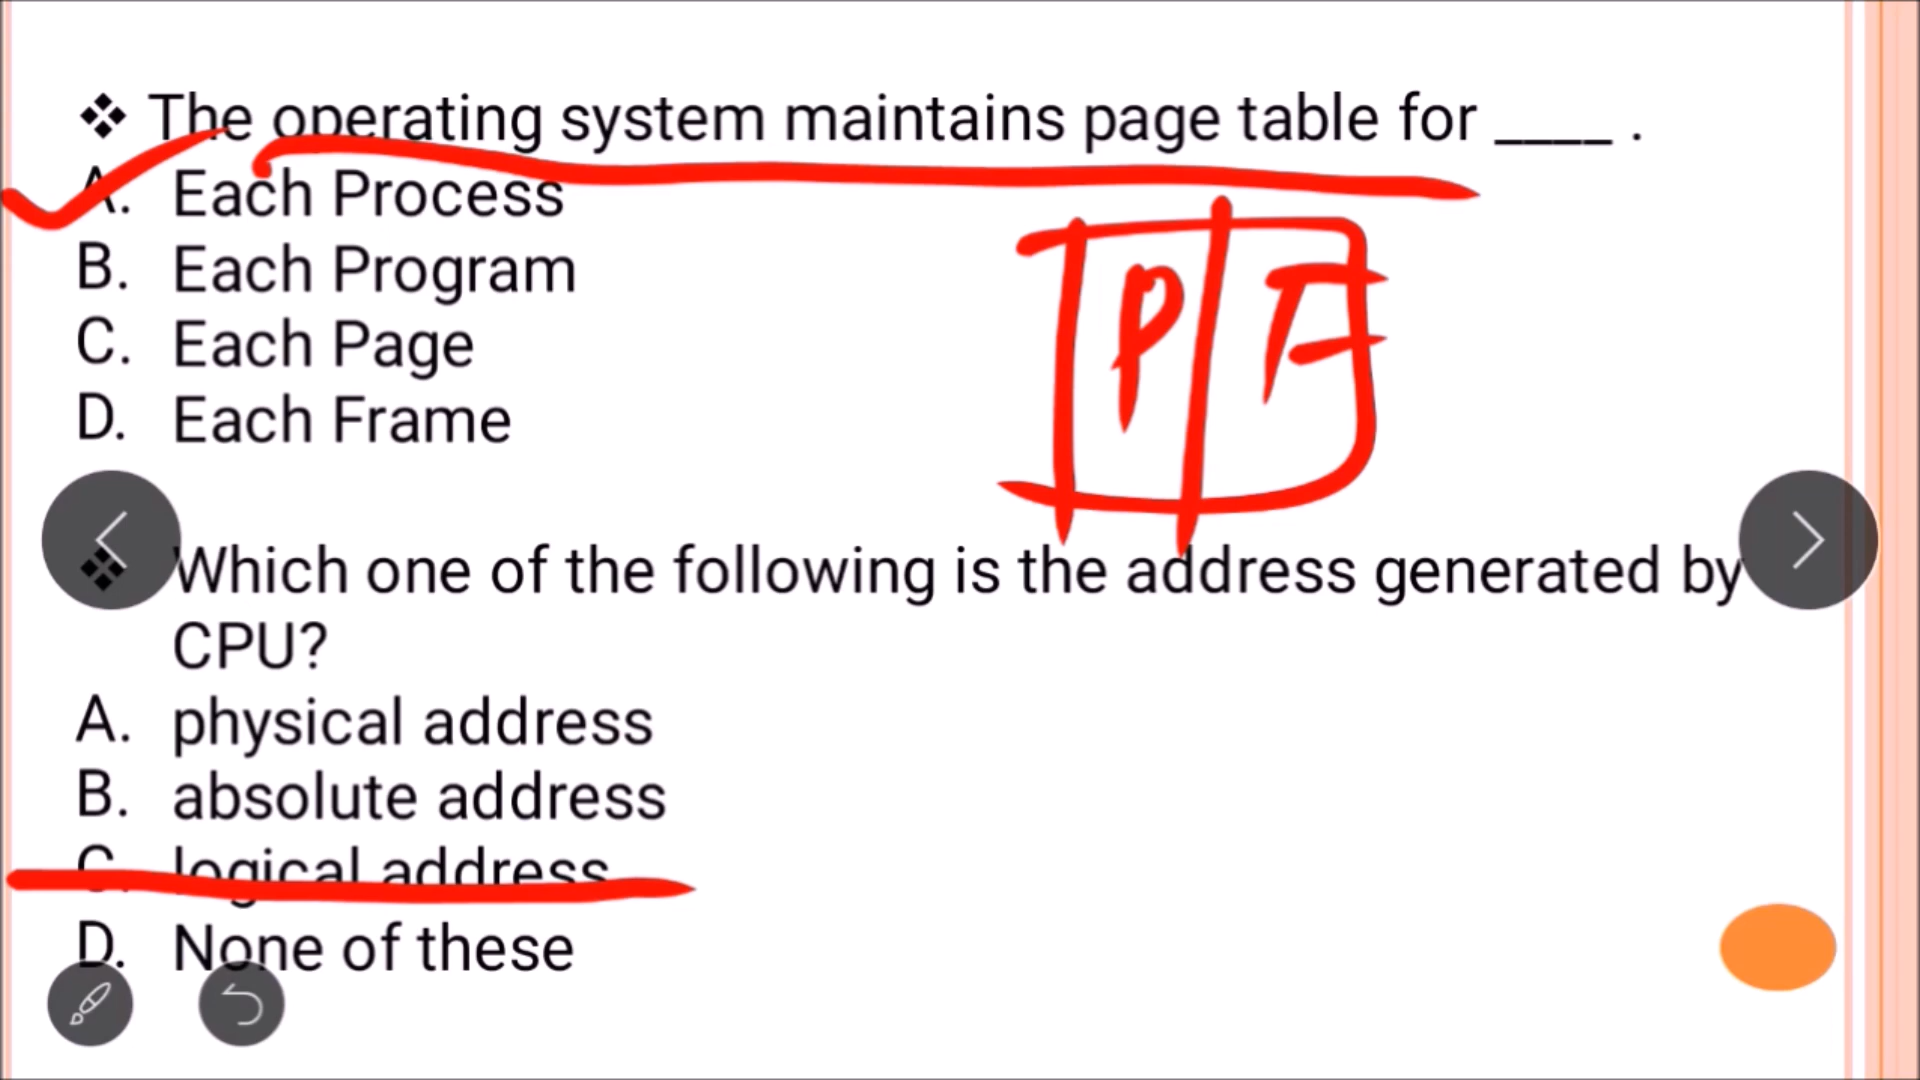 ❖ The operating system maintains page table for ____ .
A. Each Process
B. Each Program
C. Each Page
D. Each Frame
P F
❖ Which one of the following is the address generated by
CPU?
A. physical address
B. absolute address
C. logical address
D. None of these